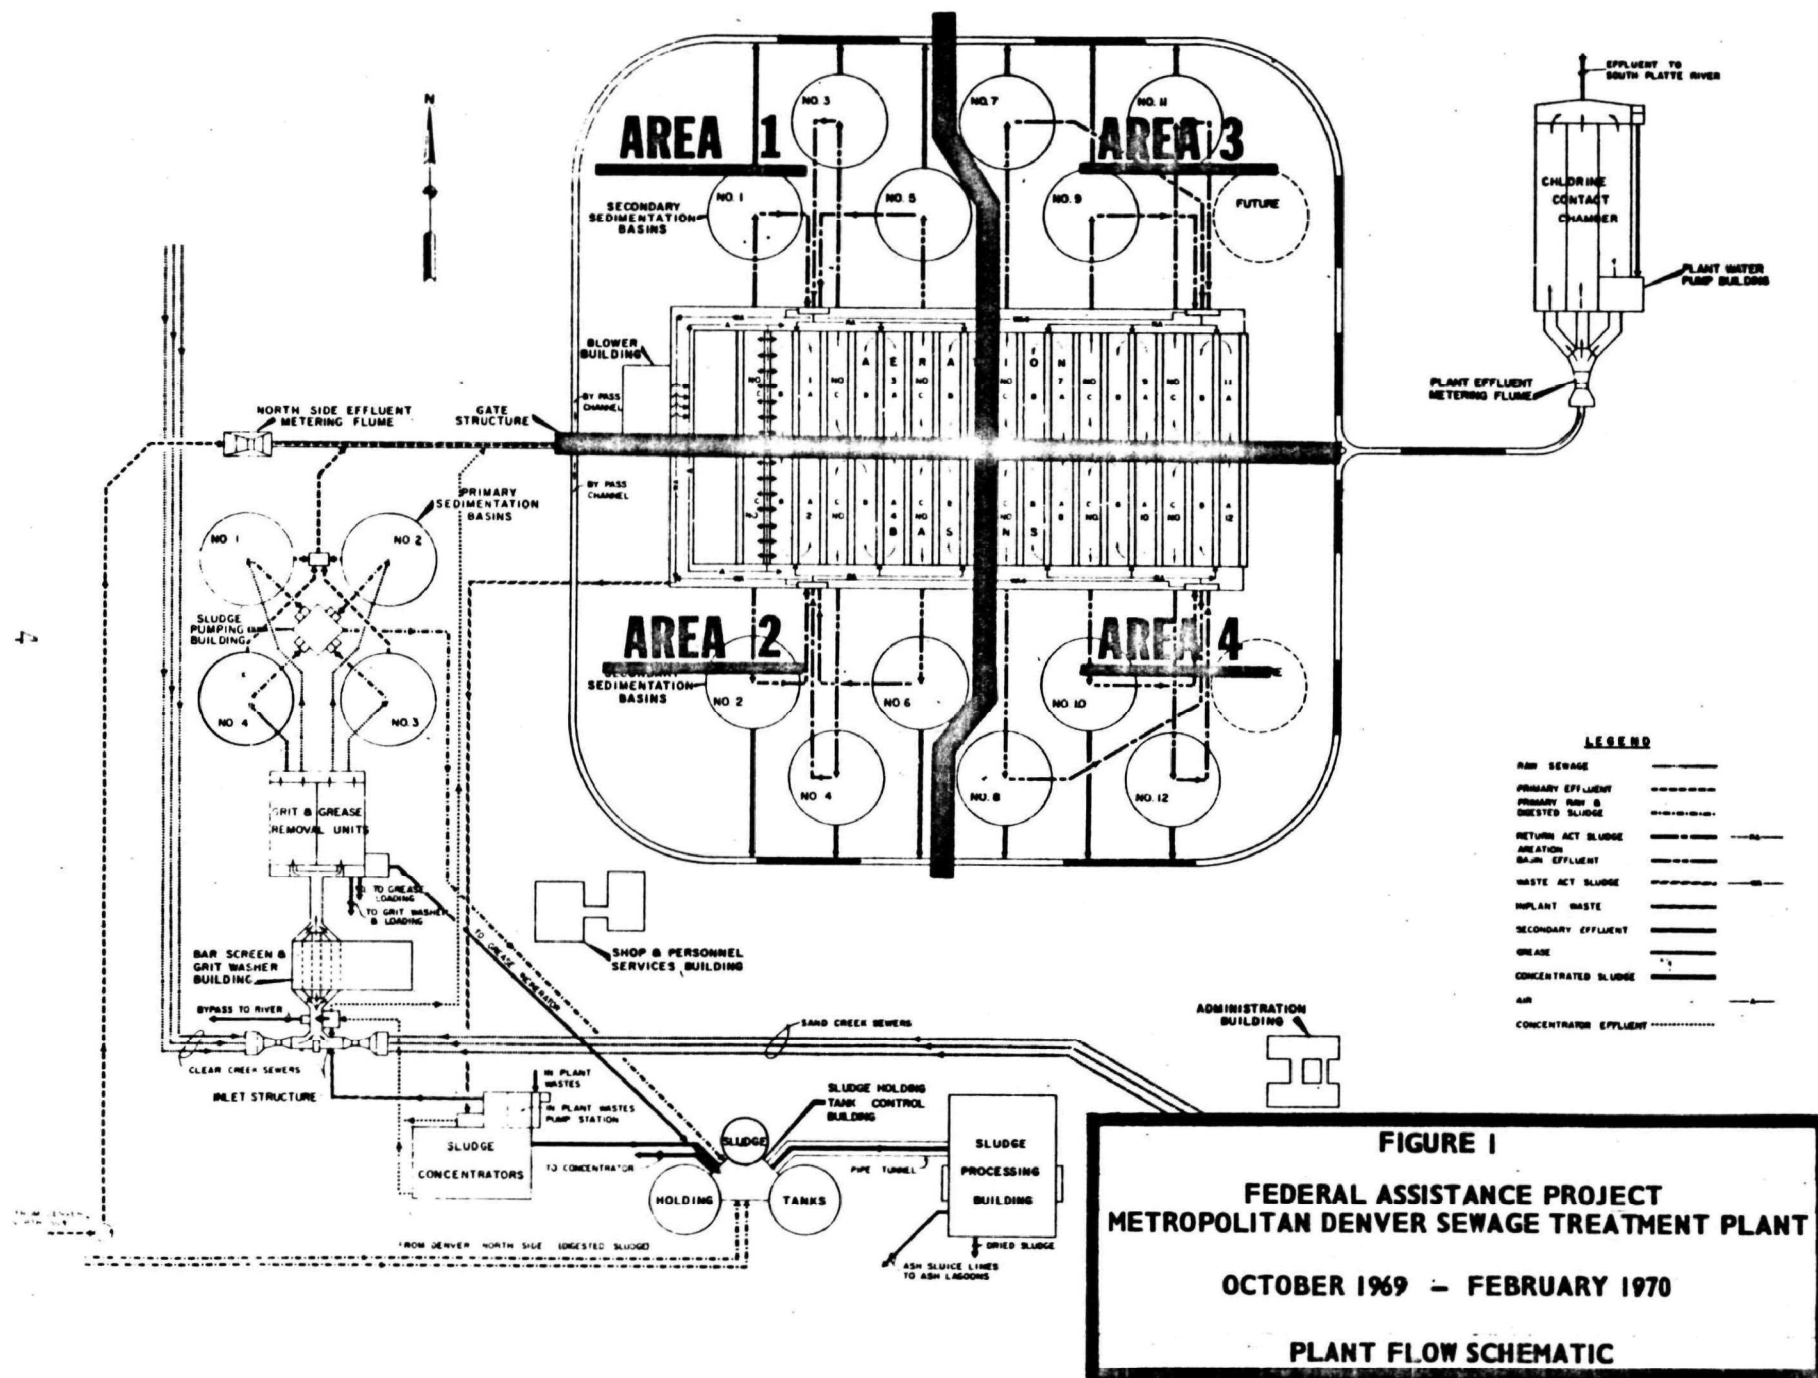 EFFLUENT TO
SOUTH PLATTE RIVER
N
NO. 3
NO. 7
NO. 11
AREA 1
AREA 3
CHLORINE
CONTACT
CHAMBER
SECONDARY
SEDIMENTATION
BASINS
NO. 1
NO. 5
NO. 9
FUTURE
PLANT WATER
PUMP BUILDING
BLOWER
BUILDING
AERATION
BY PASS
CHANNEL
PLANT EFFLUENT
METERING FLUME
NORTH SIDE EFFLUENT
METERING FLUME
GATE
STRUCTURE
BY PASS
CHANNEL
PRIMARY
SEDIMENTATION
BASINS
NO. 1
NO. 2
SLUDGE
PUMPING
BUILDING
NO. 4
NO. 3
4
AREA 2
AREA 4
SECONDARY
SEDIMENTATION
BASINS
NO. 2
NO. 6
NO. 10
NO. 4
NO. 8
NO. 12
GRIT & GREASE
REMOVAL UNITS
TO GREASE
LOADING
TO GRIT WASHER
& LOADING
BAR SCREEN &
GRIT WASHER
BUILDING
TO GREASE INCINERATOR
SHOP & PERSONNEL
SERVICES BUILDING
BYPASS TO RIVER
CLEAR CREEK SEWERS
SAND CREEK SEWERS
INLET STRUCTURE
ADMINISTRATION
BUILDING
IN PLANT
WASTES
IN PLANT WASTES
PUMP STATION
SLUDGE
CONCENTRATORS
TO CONCENTRATOR
SLUDGE HOLDING
TANK CONTROL
BUILDING
SLUDGE
HOLDING
TANKS
PIPE TUNNEL
SLUDGE
PROCESSING
BUILDING
DRIED SLUDGE
ASH SLUICE LINES
TO ASH LAGOONS
FROM DENVER NORTH SIDE (DIGESTED SLUDGE)
LEGEND
RAW SEWAGE
PRIMARY EFFLUENT
PRIMARY RAW &
DIGESTED SLUDGE
RETURN ACT SLUDGE
RA
AREATION
BASIN EFFLUENT
WASTE ACT SLUDGE
WA
INPLANT WASTE
SECONDARY EFFLUENT
GREASE
CONCENTRATED SLUDGE
AIR
A
CONCENTRATOR EFFLUENT
FIGURE 1
FEDERAL ASSISTANCE PROJECT
METROPOLITAN DENVER SEWAGE TREATMENT PLANT
OCTOBER 1969 – FEBRUARY 1970
PLANT FLOW SCHEMATIC